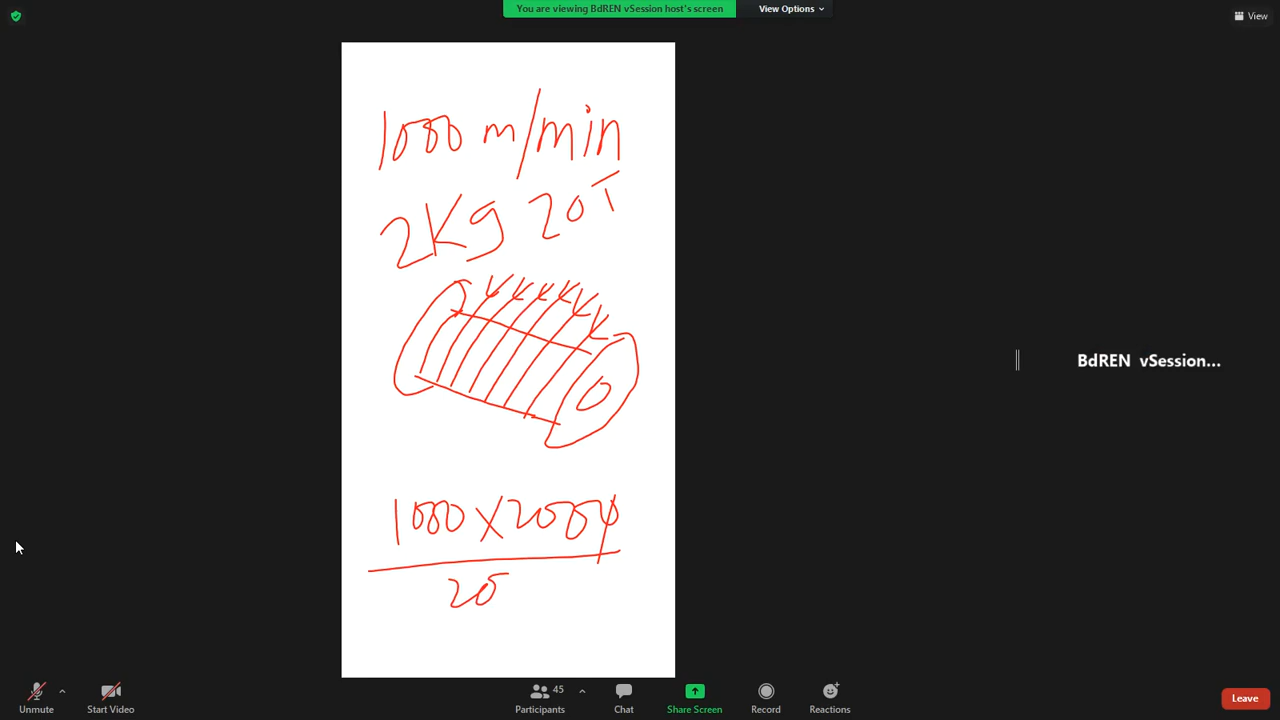 You are viewing BdREN vSession host's screen
View Options
View
1000 m/min
2Kg 20
BdREN vSession...
1000 X 2000
20
Unmute
Start Video
45
Participants
Chat
Share Screen
Record
Reactions
Leave